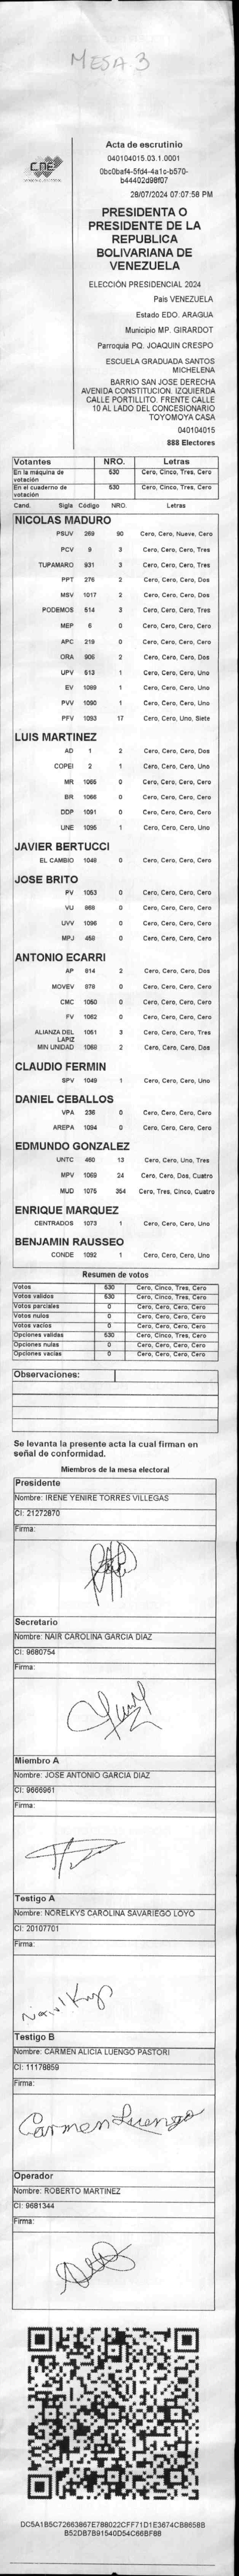 MESA 3
CNE
Acta de escrutinio
040104015.03.1.0001
0bc0baf4-5fd4-4a1c-b570-
b44402d98f07
28/07/2024 07:07:58 PM
PRESIDENTA O
PRESIDENTE DE LA
REPUBLICA
BOLIVARIANA DE
VENEZUELA
ELECCIÓN PRESIDENCIAL 2024
Pais VENEZUELA
Estado EDO. ARAGUA
Municipio MP. GIRARDOT
Parroquia PQ. JOAQUIN CRESPO
ESCUELA GRADUADA SANTOS
MICHELENA
BARRIO SAN JOSE DERECHA
AVENIDA CONSTITUCION IZQUIERDA
CALLE PORTILLITO. FRENTE CALLE
10 AL LADO DEL CONCESIONARIO
TOYOMOYA CASA
040104015
888 Electores
Votantes NRO. Letras
En la máquina de votación 530 Cero, Cinco, Tres, Cero
En el cuaderno de votación 530 Cero, Cinco, Tres, Cero
Cand. Sigla Código NRO. Letras
NICOLAS MADURO
PSUV 269 90 Cero, Cero, Nueve, Cero
PCV 9 3 Cero, Cero, Cero, Tres
TUPAMARO 931 3 Cero, Cero, Cero, Tres
PPT 276 2 Cero, Cero, Cero, Dos
MSV 1017 2 Cero, Cero, Cero, Dos
PODEMOS 514 3 Cero, Cero, Cero, Tres
MEP 6 0 Cero, Cero, Cero, Cero
APC 219 0 Cero, Cero, Cero, Cero
ORA 906 2 Cero, Cero, Cero, Dos
UPV 513 1 Cero, Cero, Cero, Uno
EV 1089 1 Cero, Cero, Cero, Uno
PVV 1090 1 Cero, Cero, Cero, Uno
PFV 1093 17 Cero, Cero, Uno, Siete
LUIS MARTINEZ
AD 1 2 Cero, Cero, Cero, Dos
COPEI 2 1 Cero, Cero, Cero, Uno
MR 1065 0 Cero, Cero, Cero, Cero
BR 1066 0 Cero, Cero, Cero, Cero
DDP 1091 0 Cero, Cero, Cero, Cero
UNE 1095 1 Cero, Cero, Cero, Uno
JAVIER BERTUCCI
EL CAMBIO 1048 0 Cero, Cero, Cero, Cero
JOSE BRITO
PV 1053 0 Cero, Cero, Cero, Cero
VU 868 0 Cero, Cero, Cero, Cero
UVV 1096 0 Cero, Cero, Cero, Cero
MPJ 458 0 Cero, Cero, Cero, Cero
ANTONIO ECARRI
AP 814 2 Cero, Cero, Cero, Dos
MOVEV 878 0 Cero, Cero, Cero, Cero
CMC 1050 0 Cero, Cero, Cero, Cero
FV 1062 0 Cero, Cero, Cero, Cero
ALIANZA DEL LAPIZ 1051 3 Cero, Cero, Cero, Tres
MIN UNIDAD 1068 2 Cero, Cero, Cero, Dos
CLAUDIO FERMIN
SPV 1049 1 Cero, Cero, Cero, Uno
DANIEL CEBALLOS
VPA 236 0 Cero, Cero, Cero, Cero
AREPA 1094 0 Cero, Cero, Cero, Cero
EDMUNDO GONZALEZ
UNTC 460 13 Cero, Cero, Uno, Tres
MPV 1069 24 Cero, Cero, Dos, Cuatro
MUD 1075 354 Cero, Tres, Cinco, Cuatro
ENRIQUE MARQUEZ
CENTRADOS 1073 1 Cero, Cero, Cero, Uno
BENJAMIN RAUSSEO
CONDE 1092 1 Cero, Cero, Cero, Uno
Resumen de votos
Votos 530 Cero, Cinco, Tres, Cero
Votos validos 530 Cero, Cinco, Tres, Cero
Votos parciales 0 Cero, Cero, Cero, Cero
Votos nulos 0 Cero, Cero, Cero, Cero
Votos vacíos 0 Cero, Cero, Cero, Cero
Opciones validas 530 Cero, Cinco, Tres, Cero
Opciones nulas 0 Cero, Cero, Cero, Cero
Opciones vacias 0 Cero, Cero, Cero, Cero
Observaciones:
Se levanta la presente acta la cual firman en
señal de conformidad.
Miembros de la mesa electoral
Presidente
Nombre: IRENE YENIRE TORRES VILLEGAS
CI: 21272870
Firma:
Secretario
Nombre: NAIR CAROLINA GARCIA DIAZ
CI: 9680754
Firma:
Miembro A
Nombre: JOSE ANTONIO GARCIA DIAZ
CI: 9666961
Firma:
Testigo A
Nombre: NORELKYS CAROLINA SAVARIEGO LOYO
CI: 20107701
Firma:
Testigo B
Nombre: CARMEN ALICIA LUENGO PASTORI
CI: 11178859
Firma:
Carmen Luengo
Operador
Nombre: ROBERTO MARTINEZ
CI: 9681344
Firma:
DC5A1B5C72663867E788022CFF71D1E3674CB8658B
B52DB7B91540D54C66BF88